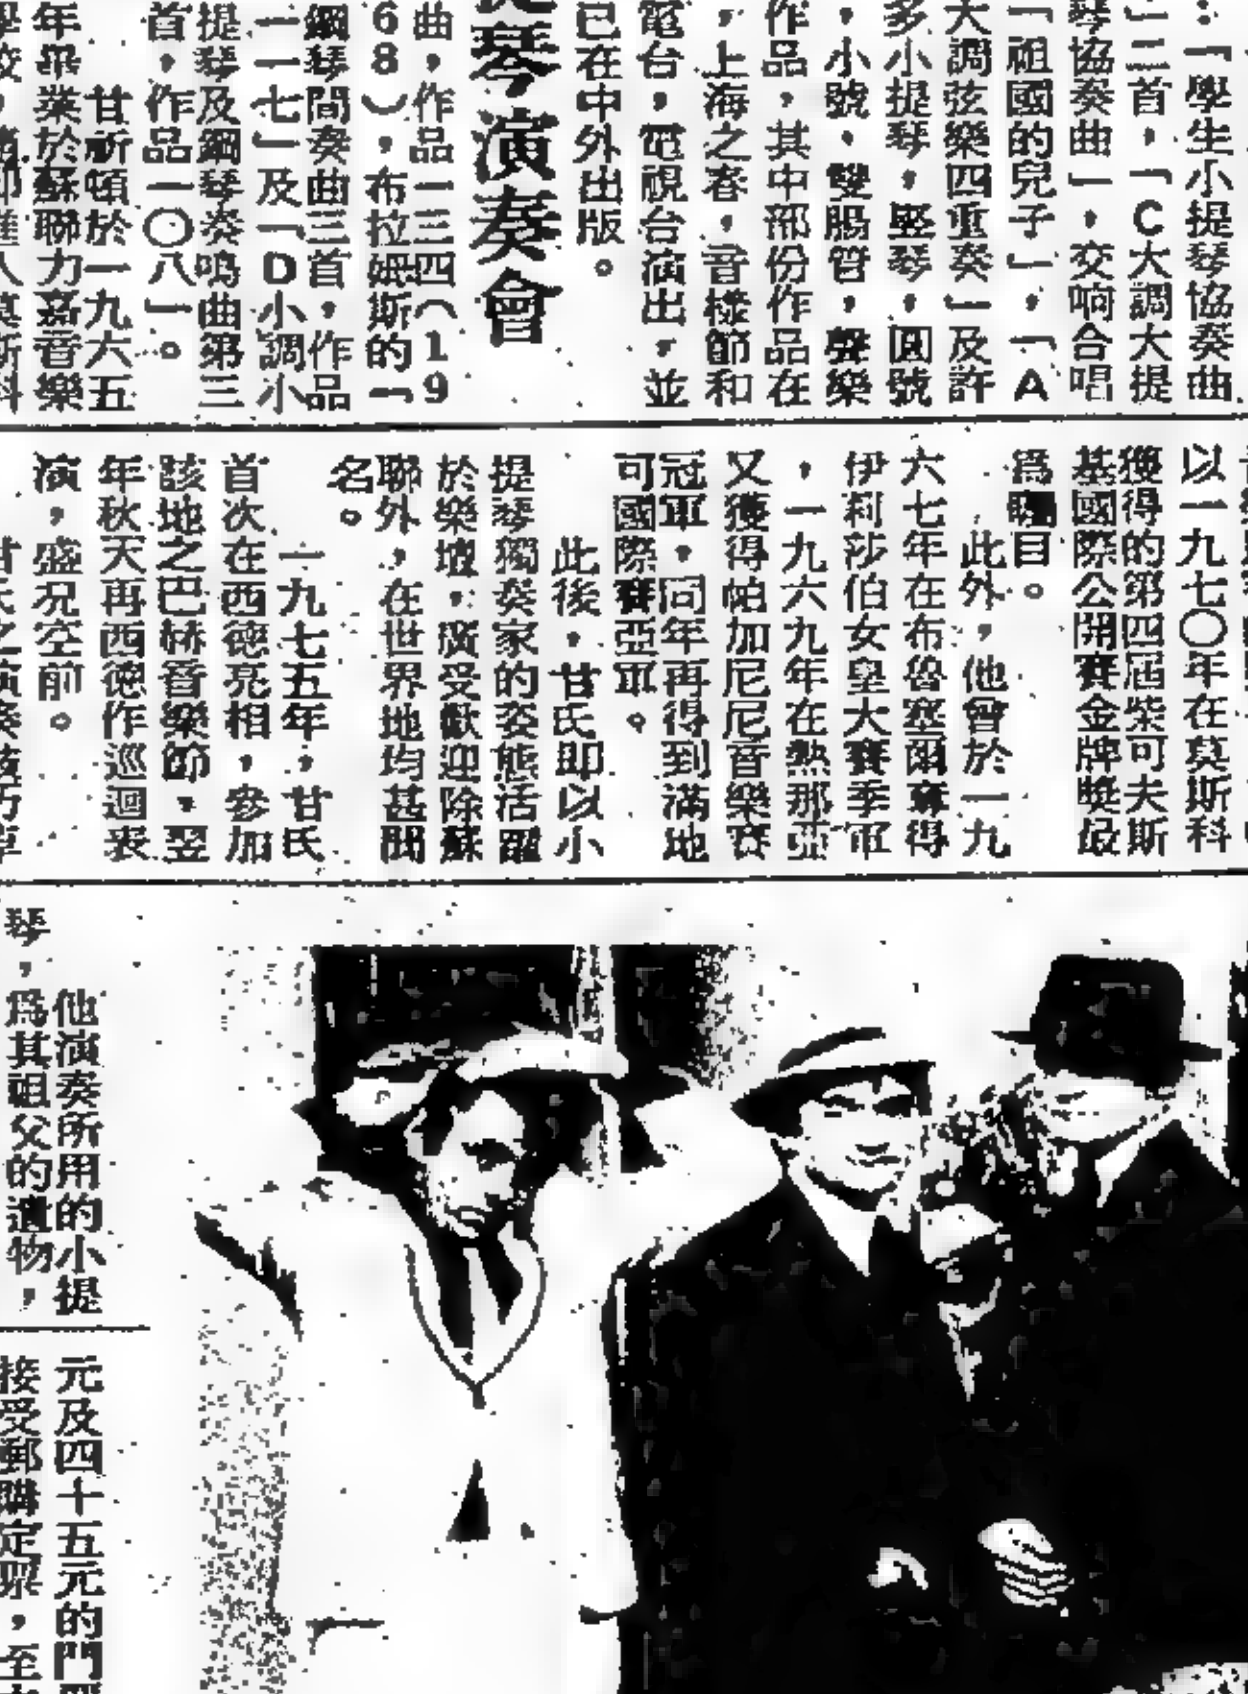 ：「學生小提琴協奏曲
」二首，「C大調大提
琴協奏曲」，交响合唱
「祖國的兒子」，「A
大調弦樂四重奏」及許
多小提琴，堅琴，圓號
，小號，雙腸管，聲樂
作品，其中部份作品在
，上海之春，音樣節和
電台，電視台演出，並
已在中外出版。
琴演奏會
曲，作品一三四（19
68），布拉姆斯的「
鋼琴間奏曲三首，作品
一一七」及「D小調小
提琴及鋼琴奏鳴曲第三
首，作品一〇八」。
甘所頓於一九六五
年畢業於蘇聯力嘉音樂
以一九七〇年在莫斯科
獲得的第四屆柴可夫斯
基國際公開賽金牌獎最
爲矚目。
此外，他曾於一九
六七年在布魯塞爾奪得
伊莉莎伯女皇大賽季軍
，一九六九年在熱那亞
又獲得帕加尼尼音樂賽
冠軍，同年再得到滿地
可國際賽亞軍。
此後，甘氏即以小
提琴獨奏家的姿態活躍
於樂壇，廣受歡迎除蘇
聯外，在世界地均甚聞
名。
一九七五年，甘氏
首次在西德亮相，參加
該地之巴赫音樂節，翌
年秋天再西德作巡迴表
演，盛况空前。
他演奏所用的小提
琴，爲其祖父的遺物，
元及四十五元的門
接受郵購定票，至